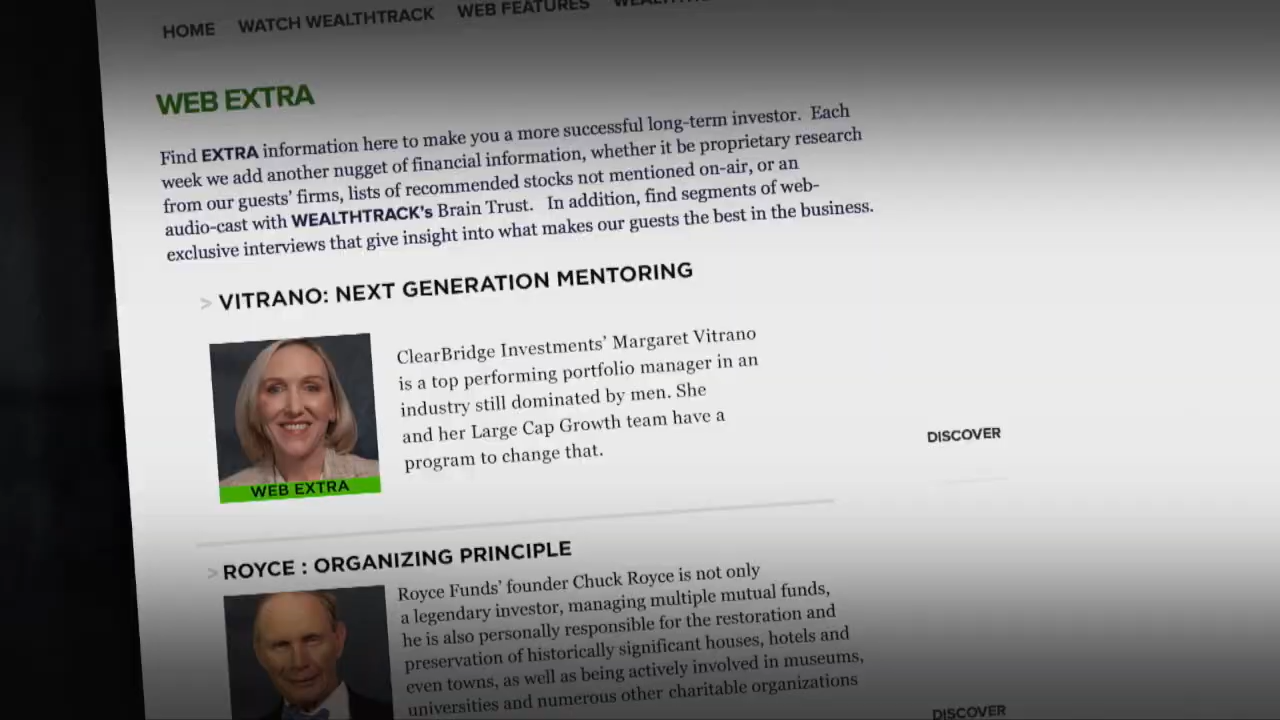 HOME WATCH WEALTHTRACK WEB FEATURES
WEB EXTRA
Find EXTRA information here to make you a more successful long-term investor. Each
week we add another nugget of financial information, whether it be proprietary research
from our guests' firms, lists of recommended stocks not mentioned on-air, or an
audio-cast with WEALTHTRACK's Brain Trust. In addition, find segments of web-
exclusive interviews that give insight into what makes our guests the best in the business.
> VITRANO: NEXT GENERATION MENTORING
ClearBridge Investments' Margaret Vitrano
is a top performing portfolio manager in an
industry still dominated by men. She
and her Large Cap Growth team have a
program to change that.
WEB EXTRA
DISCOVER
> ROYCE : ORGANIZING PRINCIPLE
Royce Funds' founder Chuck Royce is not only
a legendary investor, managing multiple mutual funds,
he is also personally responsible for the restoration and
preservation of historically significant houses, hotels and
even towns, as well as being actively involved in museums,
universities and numerous other charitable organizations
DISCOVER